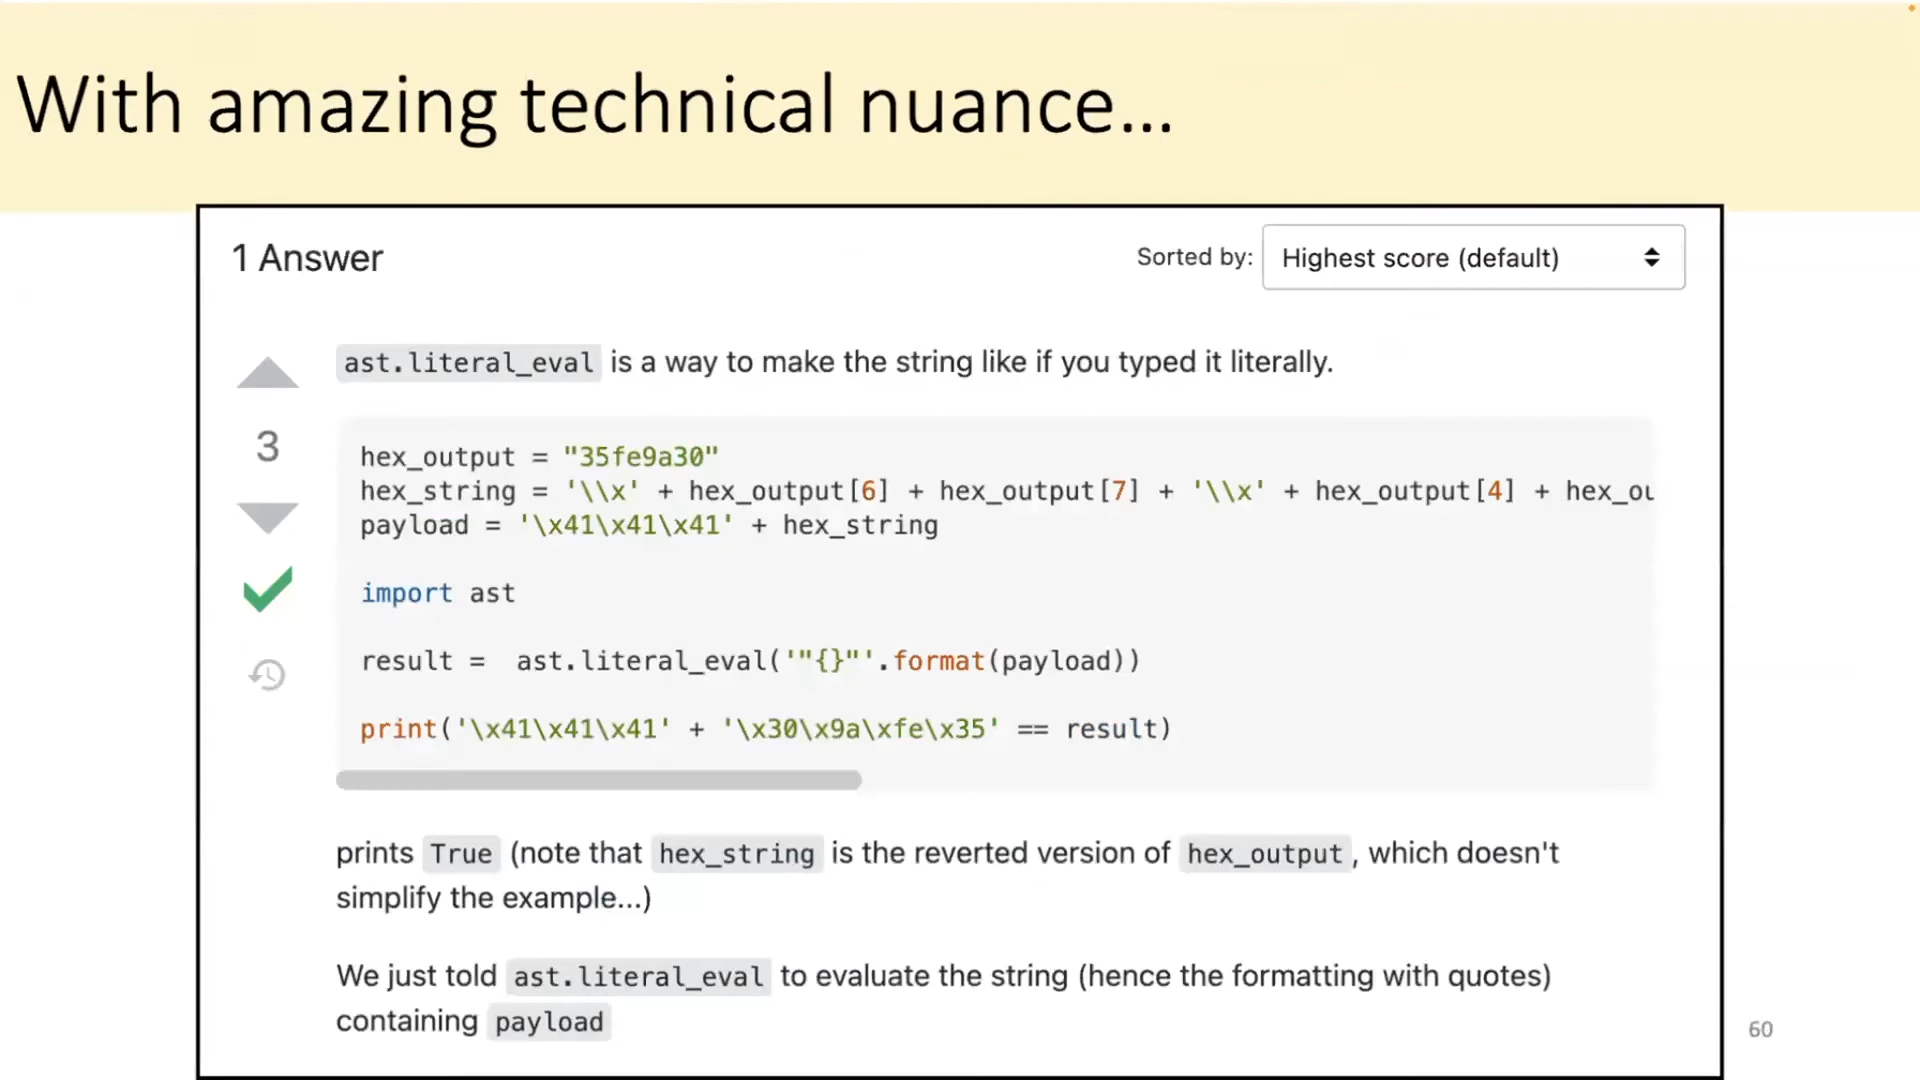 With amazing technical nuance...
1 Answer
Sorted by:
Highest score (default)
ast.literal_eval is a way to make the string like if you typed it literally.
3
hex_output = "35fe9a30"
hex_string = '\\x' + hex_output[6] + hex_output[7] + '\\x' + hex_output[4] + hex_ou
payload = '\x41\x41\x41' + hex_string
import ast
result =  ast.literal_eval('"{}"'.format(payload))
print('\x41\x41\x41' + '\x30\x9a\xfe\x35' == result)
prints True (note that hex_string is the reverted version of hex_output, which doesn't
simplify the example...)
We just told ast.literal_eval to evaluate the string (hence the formatting with quotes)
containing payload
60